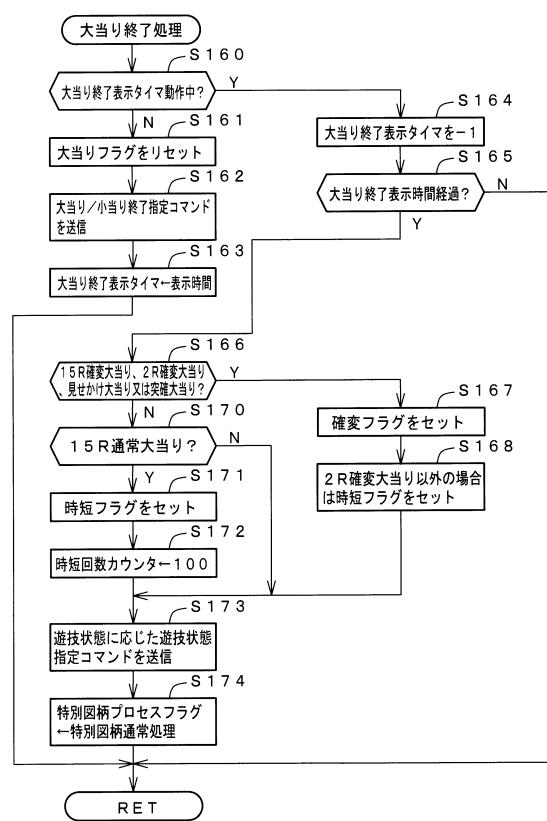 大当り終了処理
S160
大当り終了表示タイマ動作中?
Y
N
S161
大当りフラグをリセット
S162
大当り/小当り終了指定コマンド
を送信
S163
大当り終了表示タイマ←表示時間
S164
大当り終了表示タイマを-1
S165
大当り終了表示時間経過?
N
Y
S166
15R確変大当り、2R確変大当り
、見せかけ大当り又は突確大当り?
Y
N
S167
確変フラグをセット
S168
2R確変大当り以外の場合
は時短フラグをセット
S170
15R通常大当り?
N
Y
S171
時短フラグをセット
S172
時短回数カウンタ←100
S173
遊技状態に応じた遊技状態
指定コマンドを送信
S174
特別図柄プロセスフラグ
←特別図柄通常処理
RET